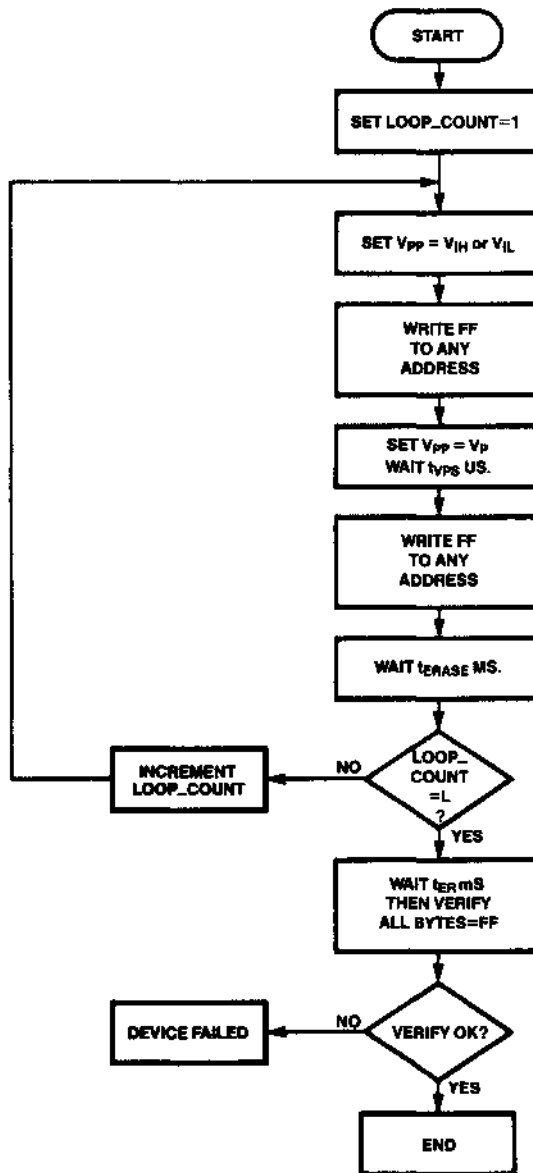 START
SET LOOP_COUNT=1
SET VPP = VIH or VIL
WRITE FF
TO ANY
ADDRESS
SET VPP = VP
WAIT tVPS US.
WRITE FF
TO ANY
ADDRESS
WAIT tERASE MS.
LOOP_
COUNT
=L
?
NO
INCREMENT
LOOP_COUNT
YES
WAIT tER mS
THEN VERIFY
ALL BYTES=FF
VERIFY OK?
NO
DEVICE FAILED
YES
END